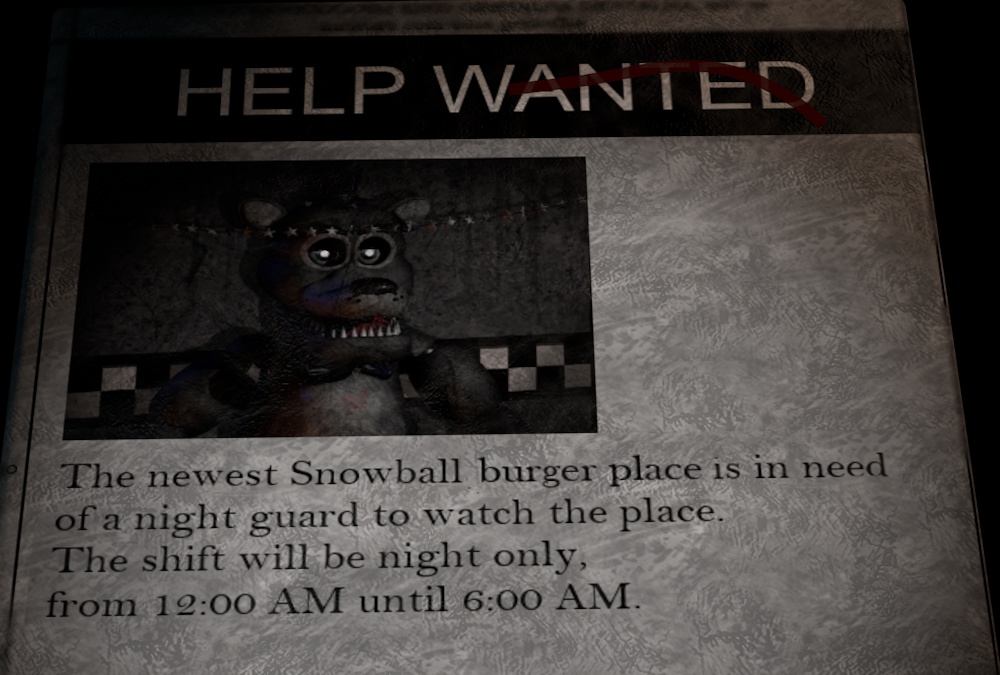 HELP WANTED
The newest Snowball burger place is in need
of a night guard to watch the place.
The shift will be night only,
from 12:00 AM until 6:00 AM.